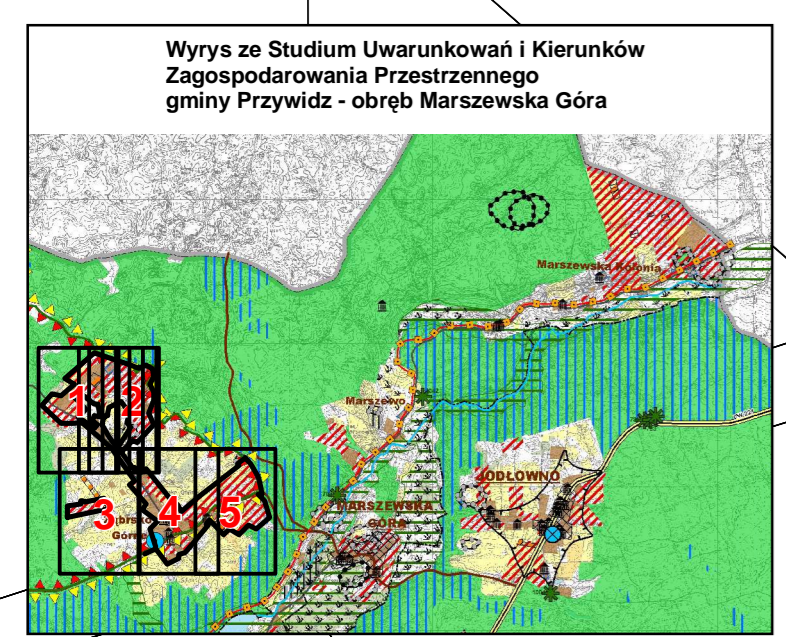 Wyrys ze Studium Uwarunkowań i Kierunków
Zagospodarowania Przestrzennego
gminy Przywidz - obręb Marszewska Góra
Marszewska Kolonia
1
2
Marszewo
JODŁOWNO
3
4
5
Górne
MARSZEWSKA
GÓRA